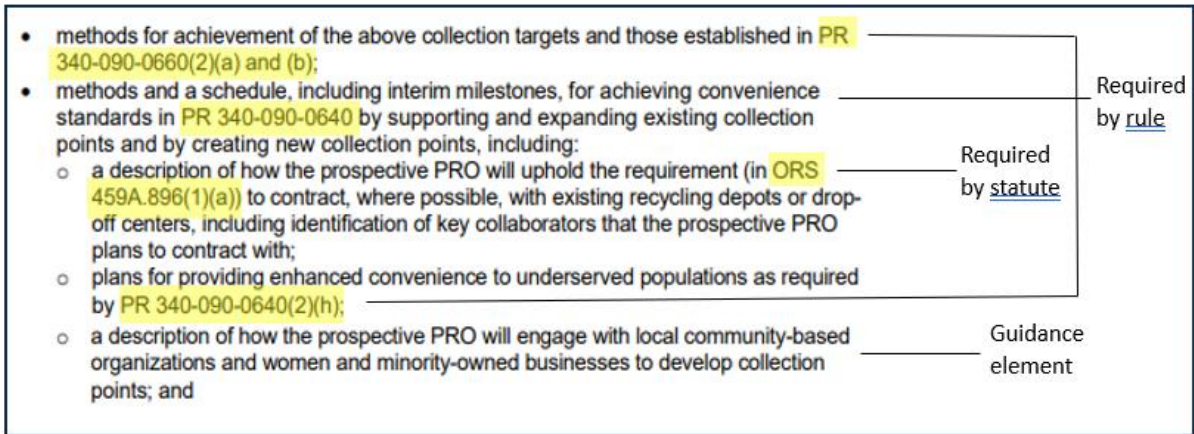 • methods for achievement of the above collection targets and those established in PR
340-090-0660(2)(a) and (b);
• methods and a schedule, including interim milestones, for achieving convenience
standards in PR 340-090-0640 by supporting and expanding existing collection
points and by creating new collection points, including:
o a description of how the prospective PRO will uphold the requirement (in ORS
459A.896(1)(a)) to contract, where possible, with existing recycling depots or drop-
off centers, including identification of key collaborators that the prospective PRO
plans to contract with;
o plans for providing enhanced convenience to underserved populations as required
by PR 340-090-0640(2)(h);
o a description of how the prospective PRO will engage with local community-based
organizations and women and minority-owned businesses to develop collection
points; and
Required
by rule
Required
by statute
Guidance
element